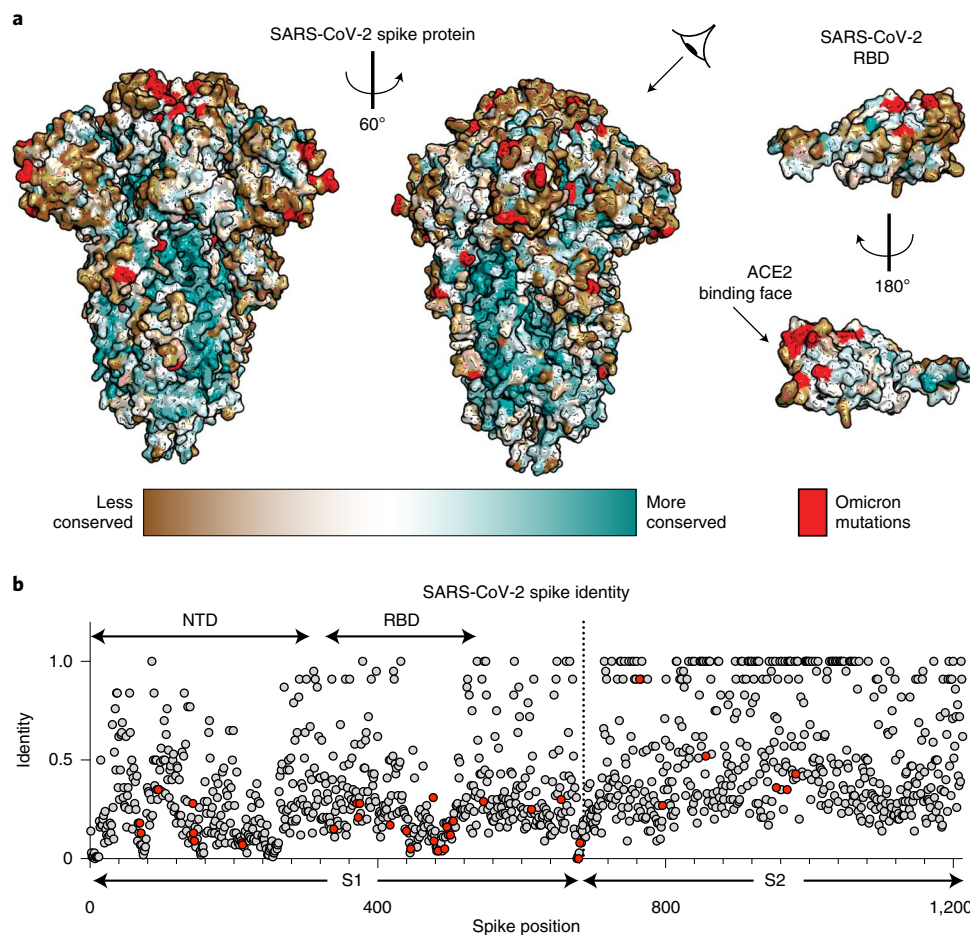 a
SARS-CoV-2 spike protein
60°
SARS-CoV-2
RBD
180°
ACE2
binding face
Less
conserved
More
conserved
Omicron
mutations
b
SARS-CoV-2 spike identity
NTD
RBD
1.0
0.5
0
Identity
S1
S2
0
400
800
1,200
Spike position